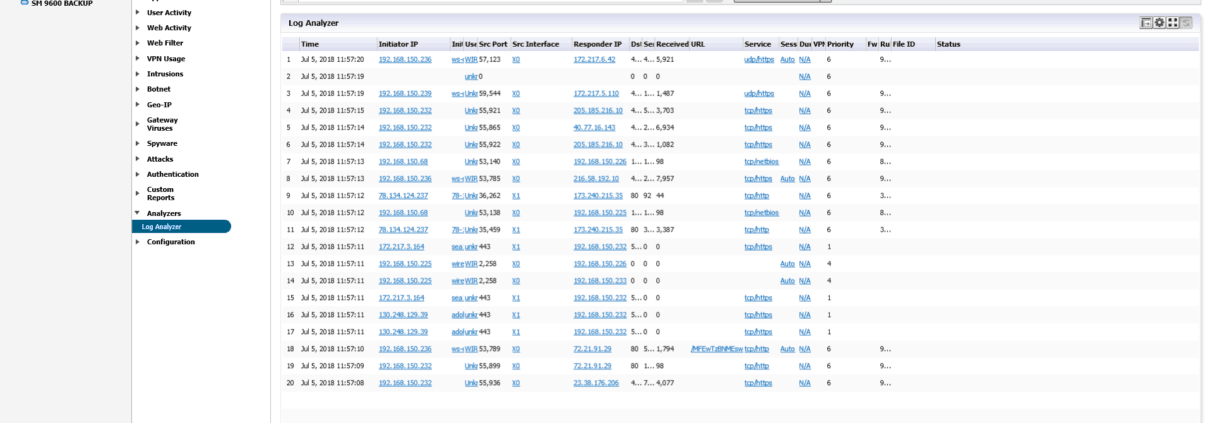 SM 9600 BACKUP
User Activity
Web Activity
Web Filter
VPN Usage
Intrusions
Botnet
Geo-IP
Gateway
Viruses
Spyware
Attacks
Authentication
Custom
Reports
Analyzers
Log Analyzer
Configuration
Log Analyzer
Time Initiator IP Init Use Src Port Src Interface Responder IP Dst Ser Received URL Service Sess Dur VPN Priority Fw Ru File ID Status
1 Jul 5, 2018 11:57:20 192.168.150.236 ws-WIR 57,123 X0 172.217.6.42 4... 4... 5,921 udp/https Auto N/A 6 9...
2 Jul 5, 2018 11:57:19 unkr 0 0 0 0 N/A 6
3 Jul 5, 2018 11:57:19 192.168.150.239 ws-Unkr 59,544 X0 172.217.5.110 4... 1... 1,487 udp/https N/A 6 9...
4 Jul 5, 2018 11:57:15 192.168.150.232 Unkr 55,921 X0 205.185.216.10 4... 5... 3,703 tcp/https N/A 6 9...
5 Jul 5, 2018 11:57:14 192.168.150.232 Unkr 55,865 X0 40.77.16.143 4... 2... 6,934 tcp/https N/A 6 9...
6 Jul 5, 2018 11:57:14 192.168.150.232 Unkr 55,922 X0 205.185.216.10 4... 3... 1,082 tcp/https N/A 6 9...
7 Jul 5, 2018 11:57:13 192.168.150.68 Unkr 53,140 X0 192.168.150.226 1... 1... 98 tcp/netbios N/A 6 8...
8 Jul 5, 2018 11:57:13 192.168.150.236 ws-WIR 53,785 X0 216.58.192.10 4... 2... 7,957 tcp/https Auto N/A 6 9...
9 Jul 5, 2018 11:57:12 78.134.124.237 78-:Unkr 36,262 X1 173.240.215.35 80 92 44 tcp/http N/A 6 3...
10 Jul 5, 2018 11:57:12 192.168.150.68 Unkr 53,138 X0 192.168.150.225 1... 1... 98 tcp/netbios N/A 6 8...
11 Jul 5, 2018 11:57:12 78.134.124.237 78-:Unkr 35,459 X1 173.240.215.35 80 3... 3,387 tcp/http N/A 6 3...
12 Jul 5, 2018 11:57:11 172.217.3.164 sea unkr 443 X1 192.168.150.232 5... 0 0 tcp/https N/A 1
13 Jul 5, 2018 11:57:11 192.168.150.225 wire WIR 2,258 X0 192.168.150.226 0 0 0 Auto N/A 4
14 Jul 5, 2018 11:57:11 192.168.150.225 wire WIR 2,258 X0 192.168.150.233 0 0 0 Auto N/A 4
15 Jul 5, 2018 11:57:11 172.217.3.164 sea unkr 443 X1 192.168.150.232 5... 0 0 tcp/https N/A 1
16 Jul 5, 2018 11:57:11 130.248.129.39 adol unkr 443 X1 192.168.150.232 5... 0 0 tcp/https N/A 1
17 Jul 5, 2018 11:57:11 130.248.129.39 adol unkr 443 X1 192.168.150.232 5... 0 0 tcp/https N/A 1
18 Jul 5, 2018 11:57:10 192.168.150.236 ws-WIR 53,789 X0 72.21.91.29 80 5... 1,794 /MFEwTzBNMEsw tcp/http Auto N/A 6 9...
19 Jul 5, 2018 11:57:09 192.168.150.232 Unkr 55,899 X0 72.21.91.29 80 1... 98 tcp/http N/A 6 9...
20 Jul 5, 2018 11:57:08 192.168.150.232 Unkr 55,936 X0 23.38.176.206 4... 7... 4,077 tcp/https N/A 6 9...